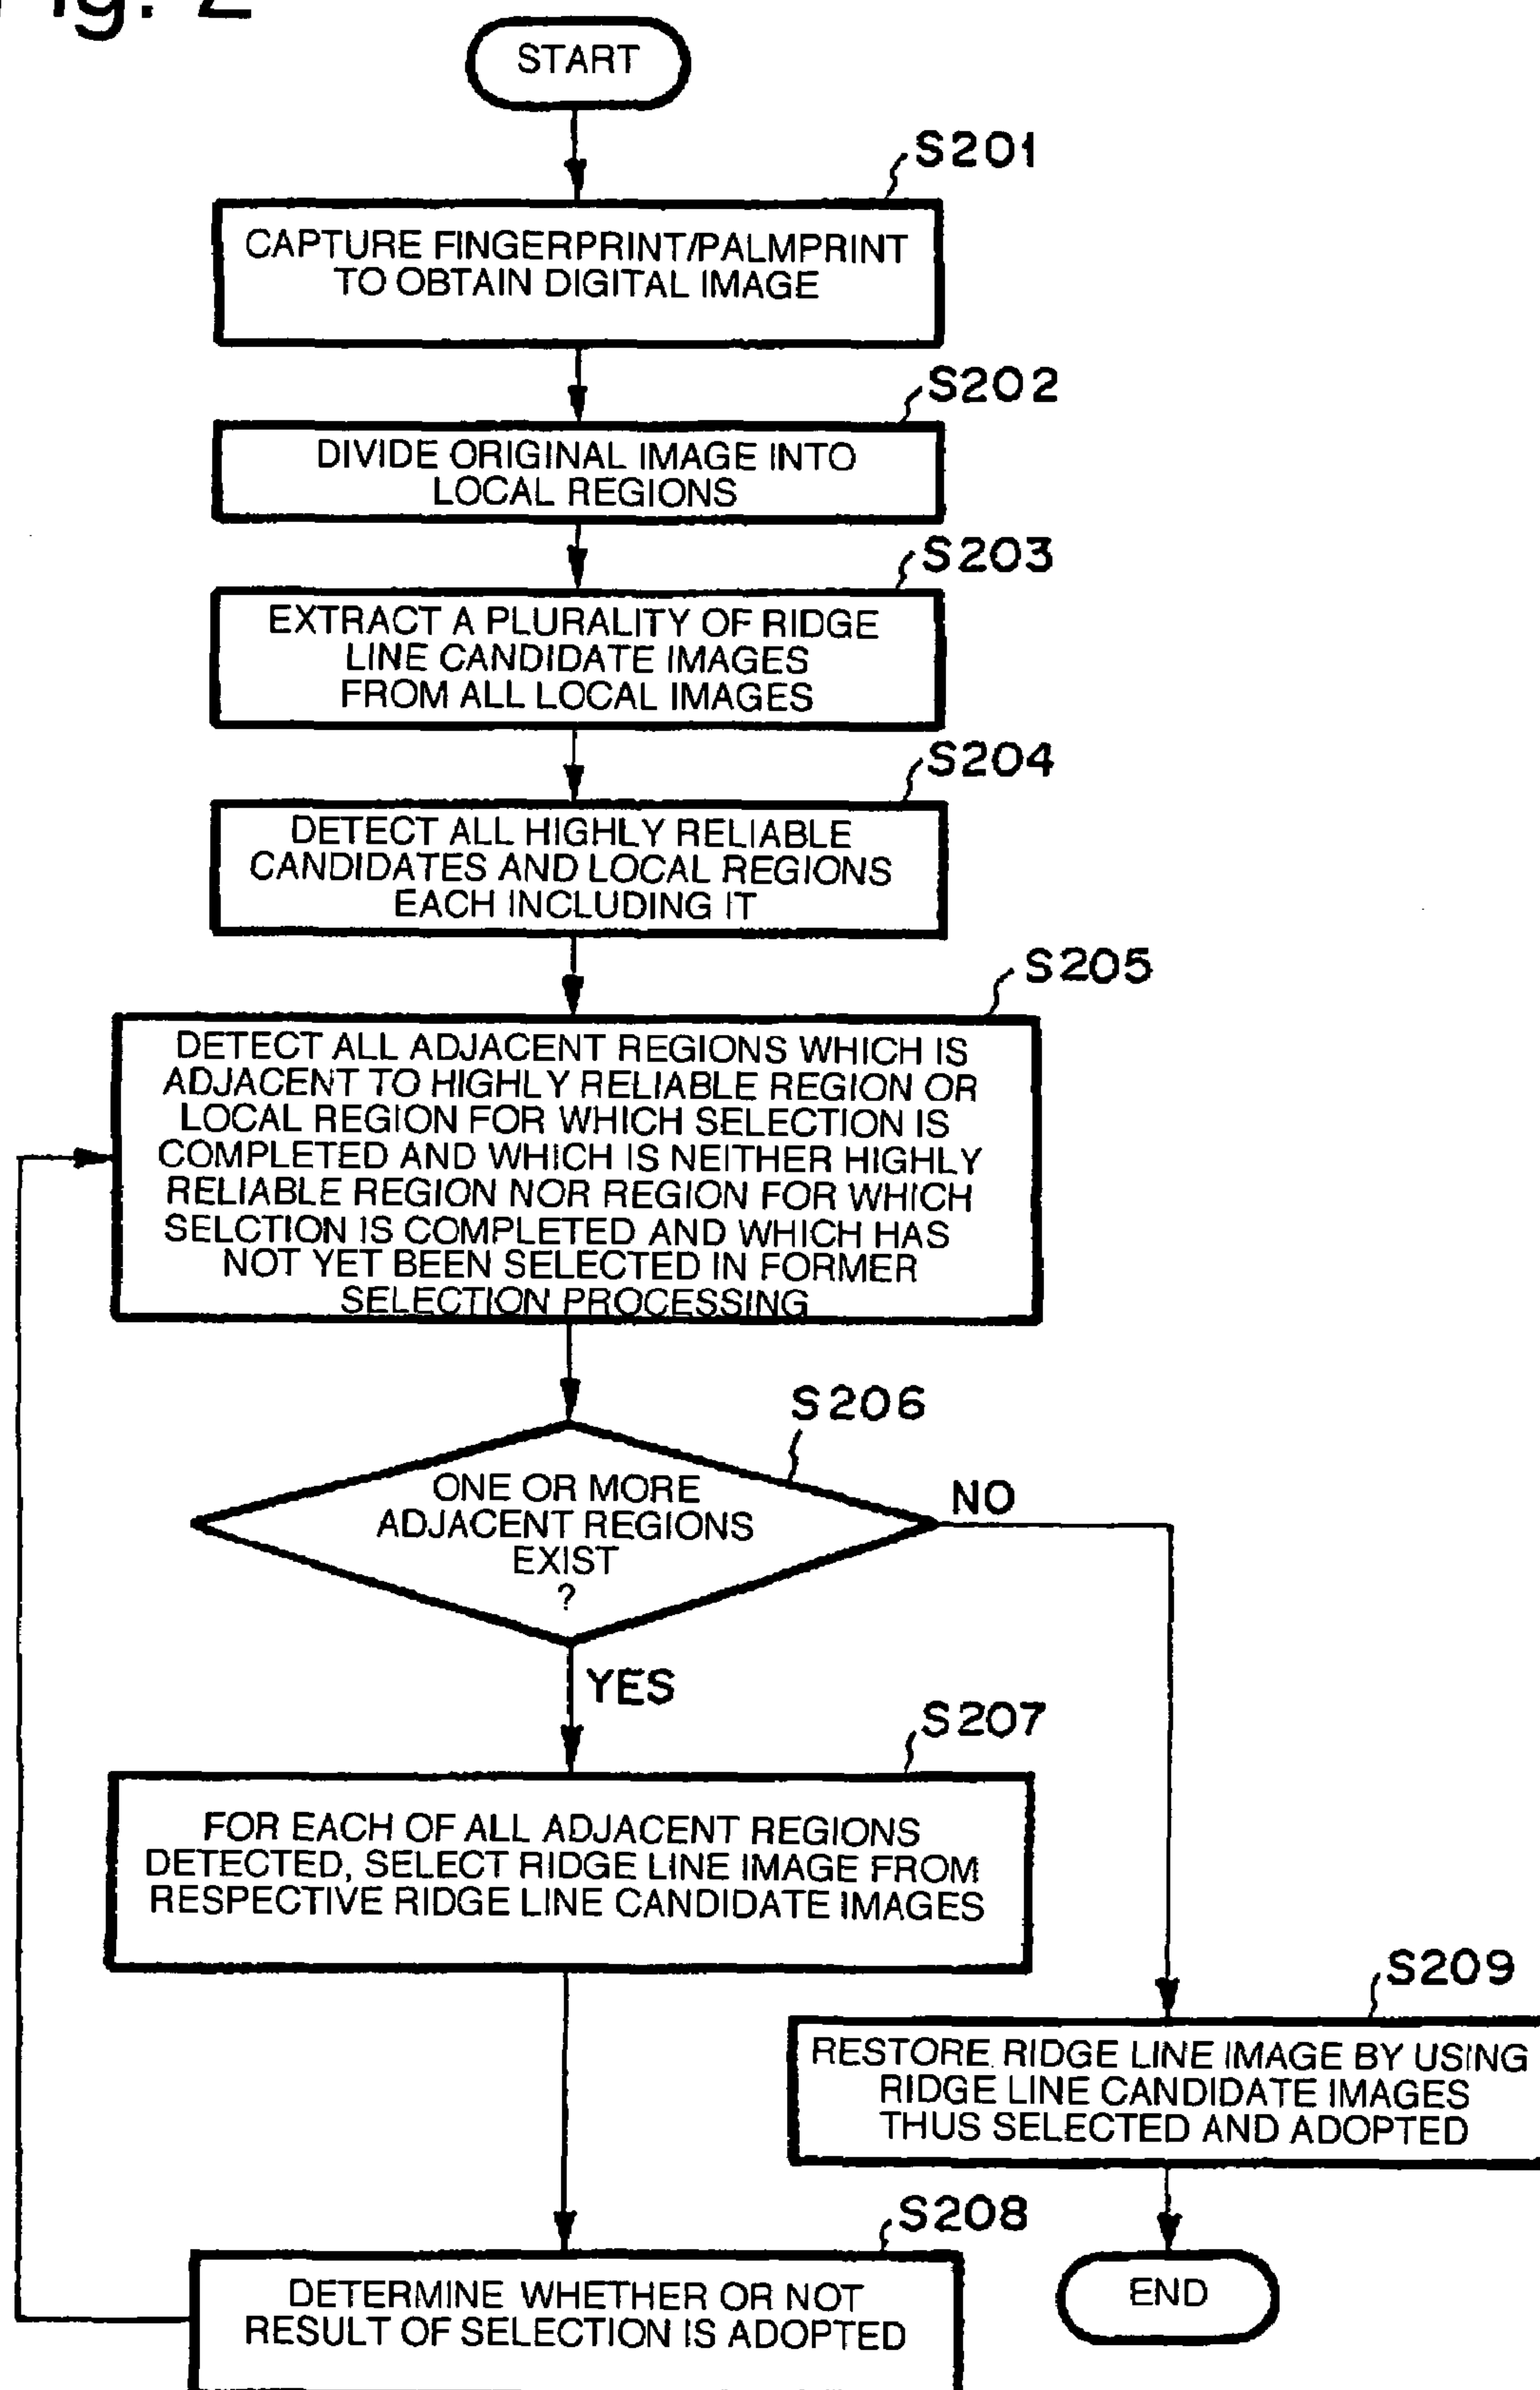 Fig. 2
START
S201
CAPTURE FINGERPRINT/PALMPRINT
TO OBTAIN DIGITAL IMAGE
S202
DIVIDE ORIGINAL IMAGE INTO
LOCAL REGIONS
S203
EXTRACT A PLURALITY OF RIDGE
LINE CANDIDATE IMAGES
FROM ALL LOCAL IMAGES
S204
DETECT ALL HIGHLY RELIABLE
CANDIDATES AND LOCAL REGIONS
EACH INCLUDING IT
S205
DETECT ALL ADJACENT REGIONS WHICH IS
ADJACENT TO HIGHLY RELIABLE REGION OR
LOCAL REGION FOR WHICH SELECTION IS
COMPLETED AND WHICH IS NEITHER HIGHLY
RELIABLE REGION NOR REGION FOR WHICH
SELCTION IS COMPLETED AND WHICH HAS
NOT YET BEEN SELECTED IN FORMER
SELECTION PROCESSING
S206
ONE OR MORE
ADJACENT REGIONS
EXIST
?
NO
YES
S207
FOR EACH OF ALL ADJACENT REGIONS
DETECTED, SELECT RIDGE LINE IMAGE FROM
RESPECTIVE RIDGE LINE CANDIDATE IMAGES
S209
RESTORE RIDGE LINE IMAGE BY USING
RIDGE LINE CANDIDATE IMAGES
THUS SELECTED AND ADOPTED
S208
DETERMINE WHETHER OR NOT
RESULT OF SELECTION IS ADOPTED
END